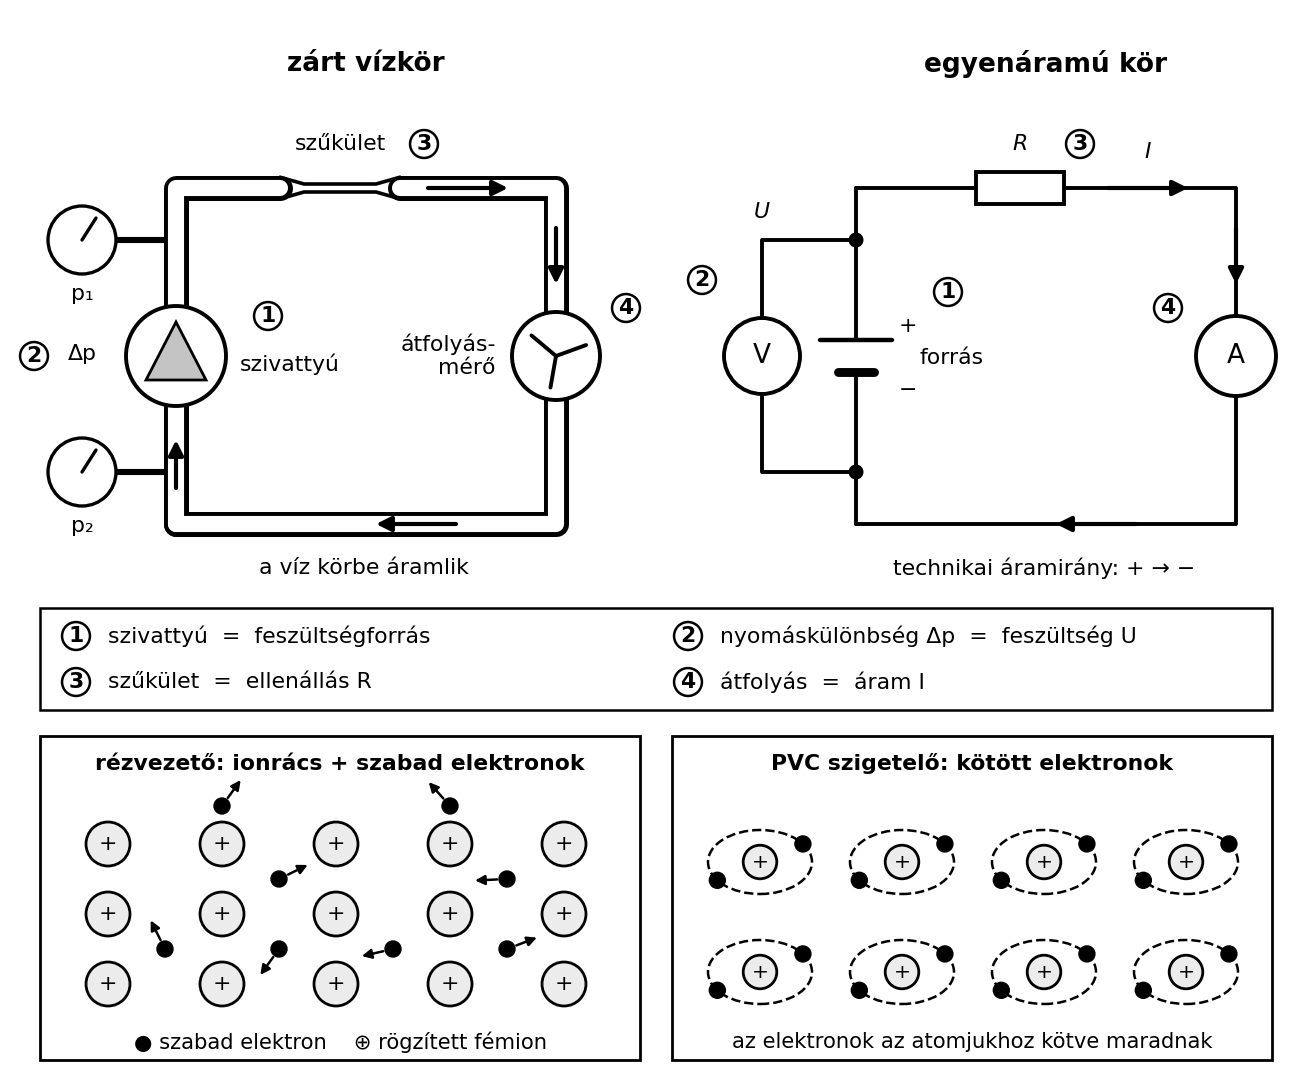 zárt vízkör
egyenáramú kör
szűkület 3
R 3 I
U
p₁
2 Δp
1
szivattyú
átfolyás-
mérő
4
p₂
2
V
1
+
forrás
−
4
A
a víz körbe áramlik
technikai áramirány: + → −
1 szivattyú = feszültségforrás
2 nyomáskülönbség Δp = feszültség U
3 szűkület = ellenállás R
4 átfolyás = áram I
rézvezető: ionrács + szabad elektronok
+ + + + +
+ + + + +
+ + + + +
● szabad elektron ⊕ rögzített fémion
PVC szigetelő: kötött elektronok
+ + + +
+ + + +
az elektronok az atomjukhoz kötve maradnak